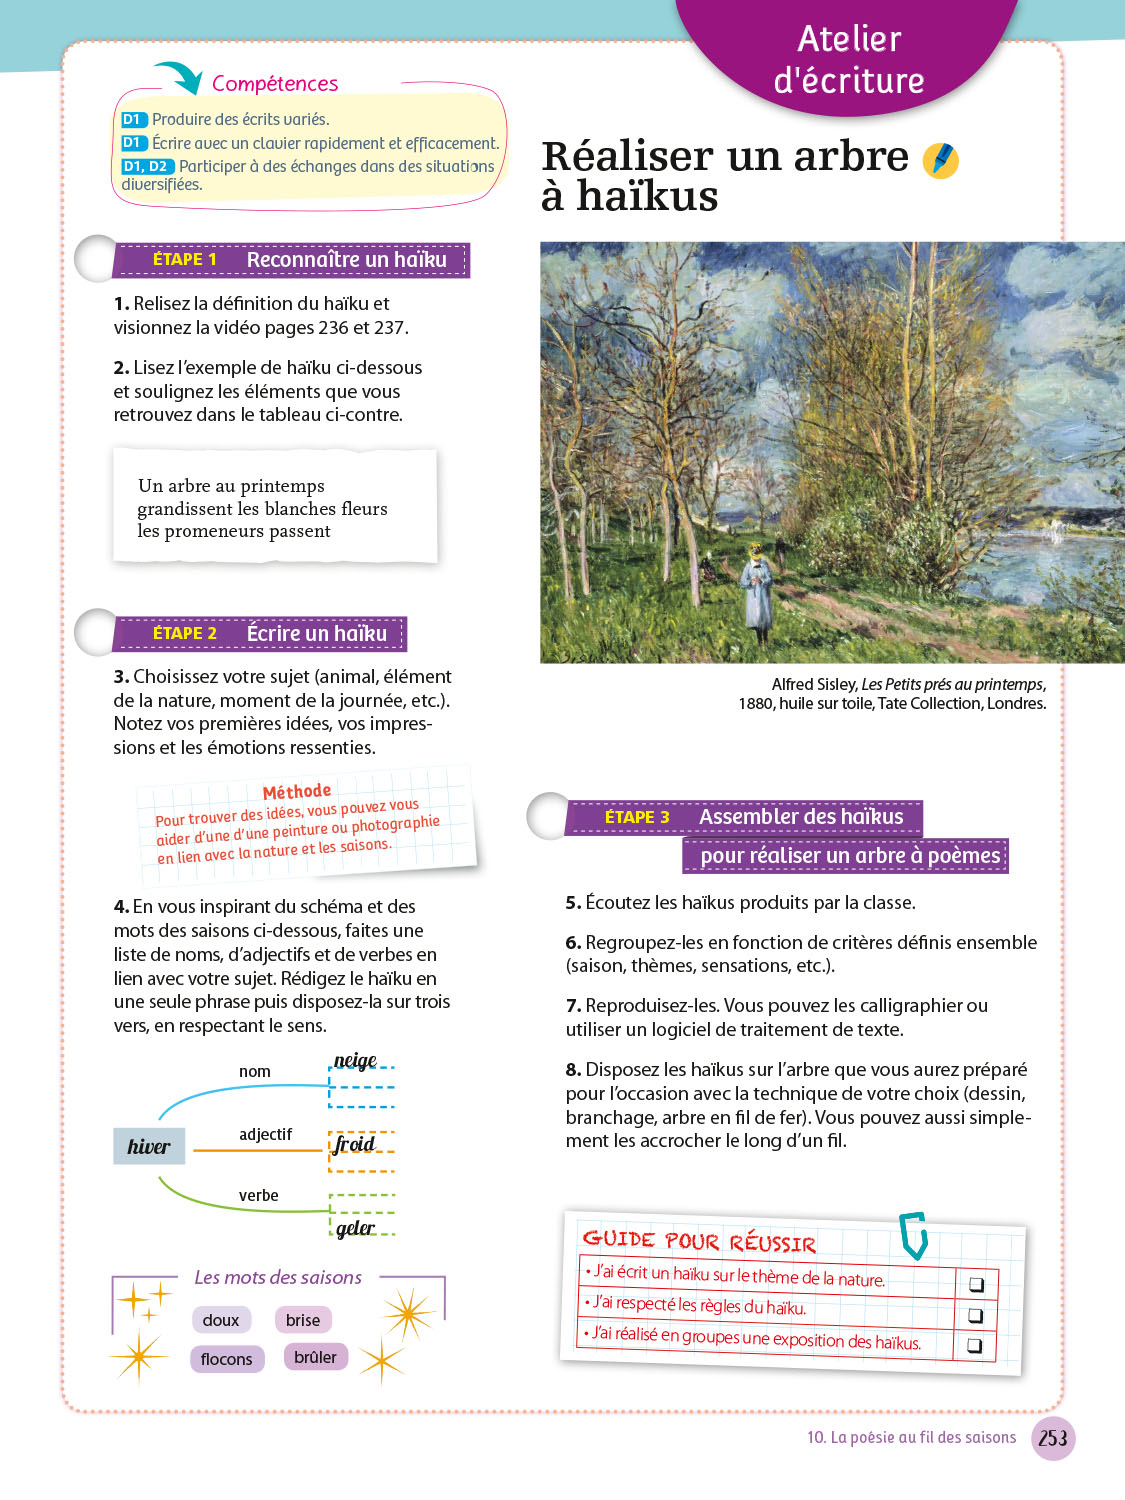 Atelier
d'écriture
Compétences
D1 Produire des écrits variés.
D1 Écrire avec un clavier rapidement et efficacement.
D1, D2 Participer à des échanges dans des situations
diversifiées.
Réaliser un arbre
à haïkus
ÉTAPE 1 Reconnaître un haïku
1. Relisez la définition du haïku et
visionnez la vidéo pages 236 et 237.
2. Lisez l'exemple de haïku ci-dessous
et soulignez les éléments que vous
retrouvez dans le tableau ci-contre.
Un arbre au printemps
grandissent les blanches fleurs
les promeneurs passent
ÉTAPE 2 Écrire un haïku
3. Choisissez votre sujet (animal, élément
de la nature, moment de la journée, etc.).
Notez vos premières idées, vos impres-
sions et les émotions ressenties.
Méthode
Pour trouver des idées, vous pouvez vous
aider d'une d'une peinture ou photographie
en lien avec la nature et les saisons.
4. En vous inspirant du schéma et des
mots des saisons ci-dessous, faites une
liste de noms, d'adjectifs et de verbes en
lien avec votre sujet. Rédigez le haïku en
une seule phrase puis disposez-la sur trois
vers, en respectant le sens.
hiver
nom
neige
adjectif
froid
verbe
geler
Les mots des saisons
doux
brise
flocons
brûler
Alfred Sisley, Les Petits prés au printemps,
1880, huile sur toile, Tate Collection, Londres.
ÉTAPE 3 Assembler des haïkus
pour réaliser un arbre à poèmes
5. Écoutez les haïkus produits par la classe.
6. Regroupez-les en fonction de critères définis ensemble
(saison, thèmes, sensations, etc.).
7. Reproduisez-les. Vous pouvez les calligraphier ou
utiliser un logiciel de traitement de texte.
8. Disposez les haïkus sur l'arbre que vous aurez préparé
pour l'occasion avec la technique de votre choix (dessin,
branchage, arbre en fil de fer). Vous pouvez aussi simple-
ment les accrocher le long d'un fil.
GUIDE POUR RÉUSSIR
• J'ai écrit un haïku sur le thème de la nature.
• J'ai respecté les règles du haïku.
• J'ai réalisé en groupes une exposition des haïkus.
10. La poésie au fil des saisons 253